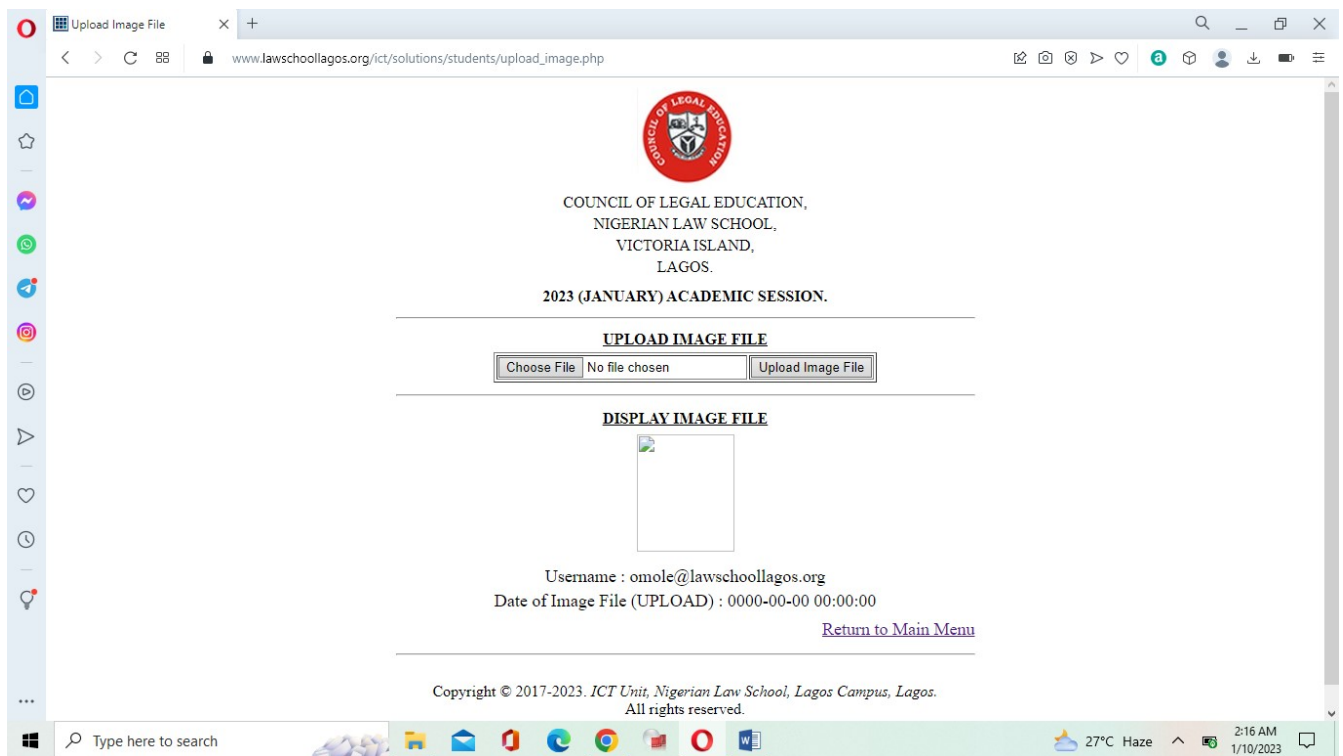 Upload Image File
www.lawschoollagos.org/ict/solutions/students/upload_image.php
COUNCIL OF LEGAL EDUCATION
COUNCIL OF LEGAL EDUCATION,
NIGERIAN LAW SCHOOL,
VICTORIA ISLAND,
LAGOS.
2023 (JANUARY) ACADEMIC SESSION.
UPLOAD IMAGE FILE
Choose File No file chosen Upload Image File
DISPLAY IMAGE FILE
Username : omole@lawschoollagos.org
Date of Image File (UPLOAD) : 0000-00-00 00:00:00
Return to Main Menu
Copyright © 2017-2023. ICT Unit, Nigerian Law School, Lagos Campus, Lagos.
All rights reserved.
Type here to search
27°C Haze
2:16 AM
1/10/2023